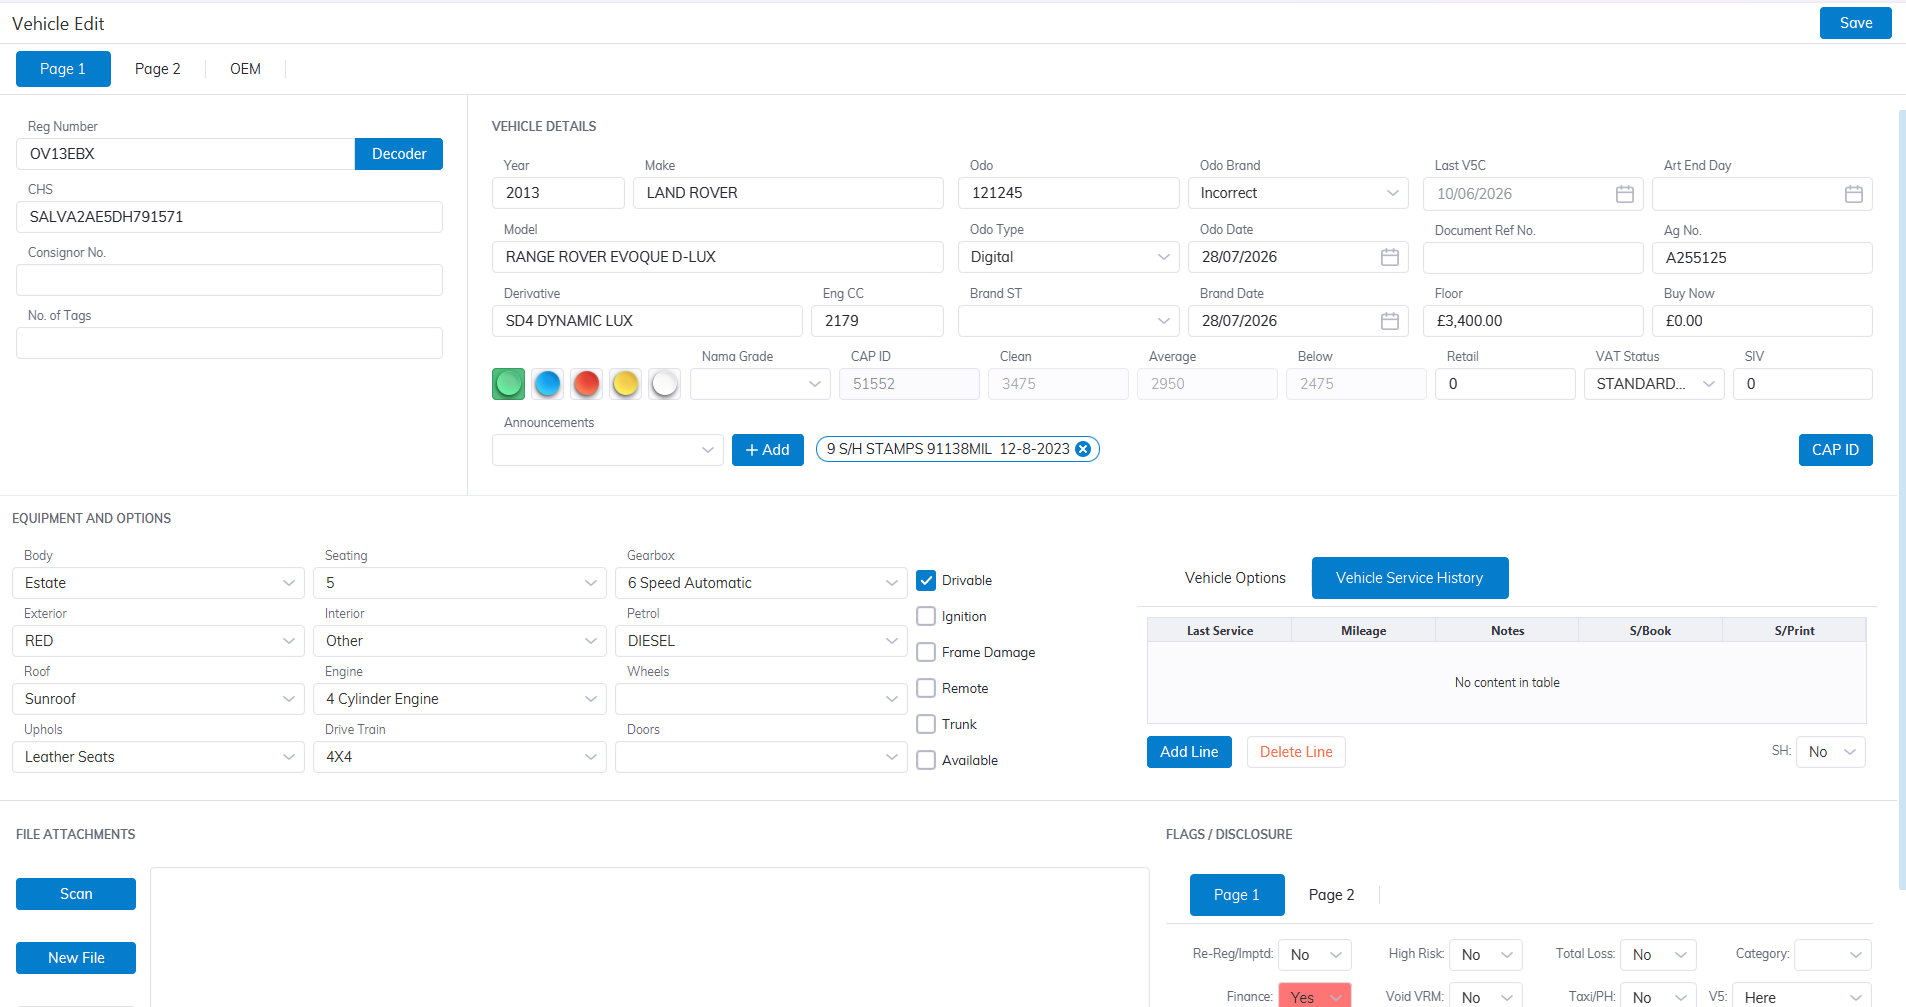 Vehicle Edit
Save
Page 1 Page 2 OEM
Reg Number
OV13EBX Decoder
CHS
SALVA2AE5DH791571
Consignor No.
No. of Tags
VEHICLE DETAILS
Year Make Odo Odo Brand Last V5C Art End Day
2013 LAND ROVER 121245 Incorrect 10/06/2026
Model Odo Type Odo Date Document Ref No. Ag No.
RANGE ROVER EVOQUE D-LUX Digital 28/07/2026 A255125
Derivative Eng CC Brand ST Brand Date Floor Buy Now
SD4 DYNAMIC LUX 2179 28/07/2026 £3,400.00 £0.00
Nama Grade CAP ID Clean Average Below Retail VAT Status SIV
51552 3475 2950 2475 0 STANDARD... 0
Announcements
+ Add 9 S/H STAMPS 91138MIL 12-8-2023 CAP ID
EQUIPMENT AND OPTIONS
Body Seating Gearbox
Estate 5 6 Speed Automatic
Exterior Interior Petrol
RED Other DIESEL
Roof Engine Wheels
Sunroof 4 Cylinder Engine
Uphols Drive Train Doors
Leather Seats 4X4
Drivable
Ignition
Frame Damage
Remote
Trunk
Available
Vehicle Options Vehicle Service History
Last Service Mileage Notes S/Book S/Print
No content in table
Add Line Delete Line SH: No
FILE ATTACHMENTS
Scan
New File
FLAGS / DISCLOSURE
Page 1 Page 2
Re-Reg/Imptd: No High Risk: No Total Loss: No Category:
Finance: Yes Void VRM: No Taxi/PH: No V5: Here